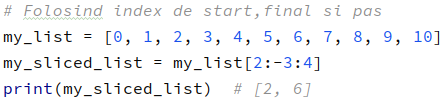 # Folosind index de start,final si pas
my_list = [0, 1, 2, 3, 4, 5, 6, 7, 8, 9, 10]
my_sliced_list = my_list[2:-3:4]
print(my_sliced_list)  # [2, 6]